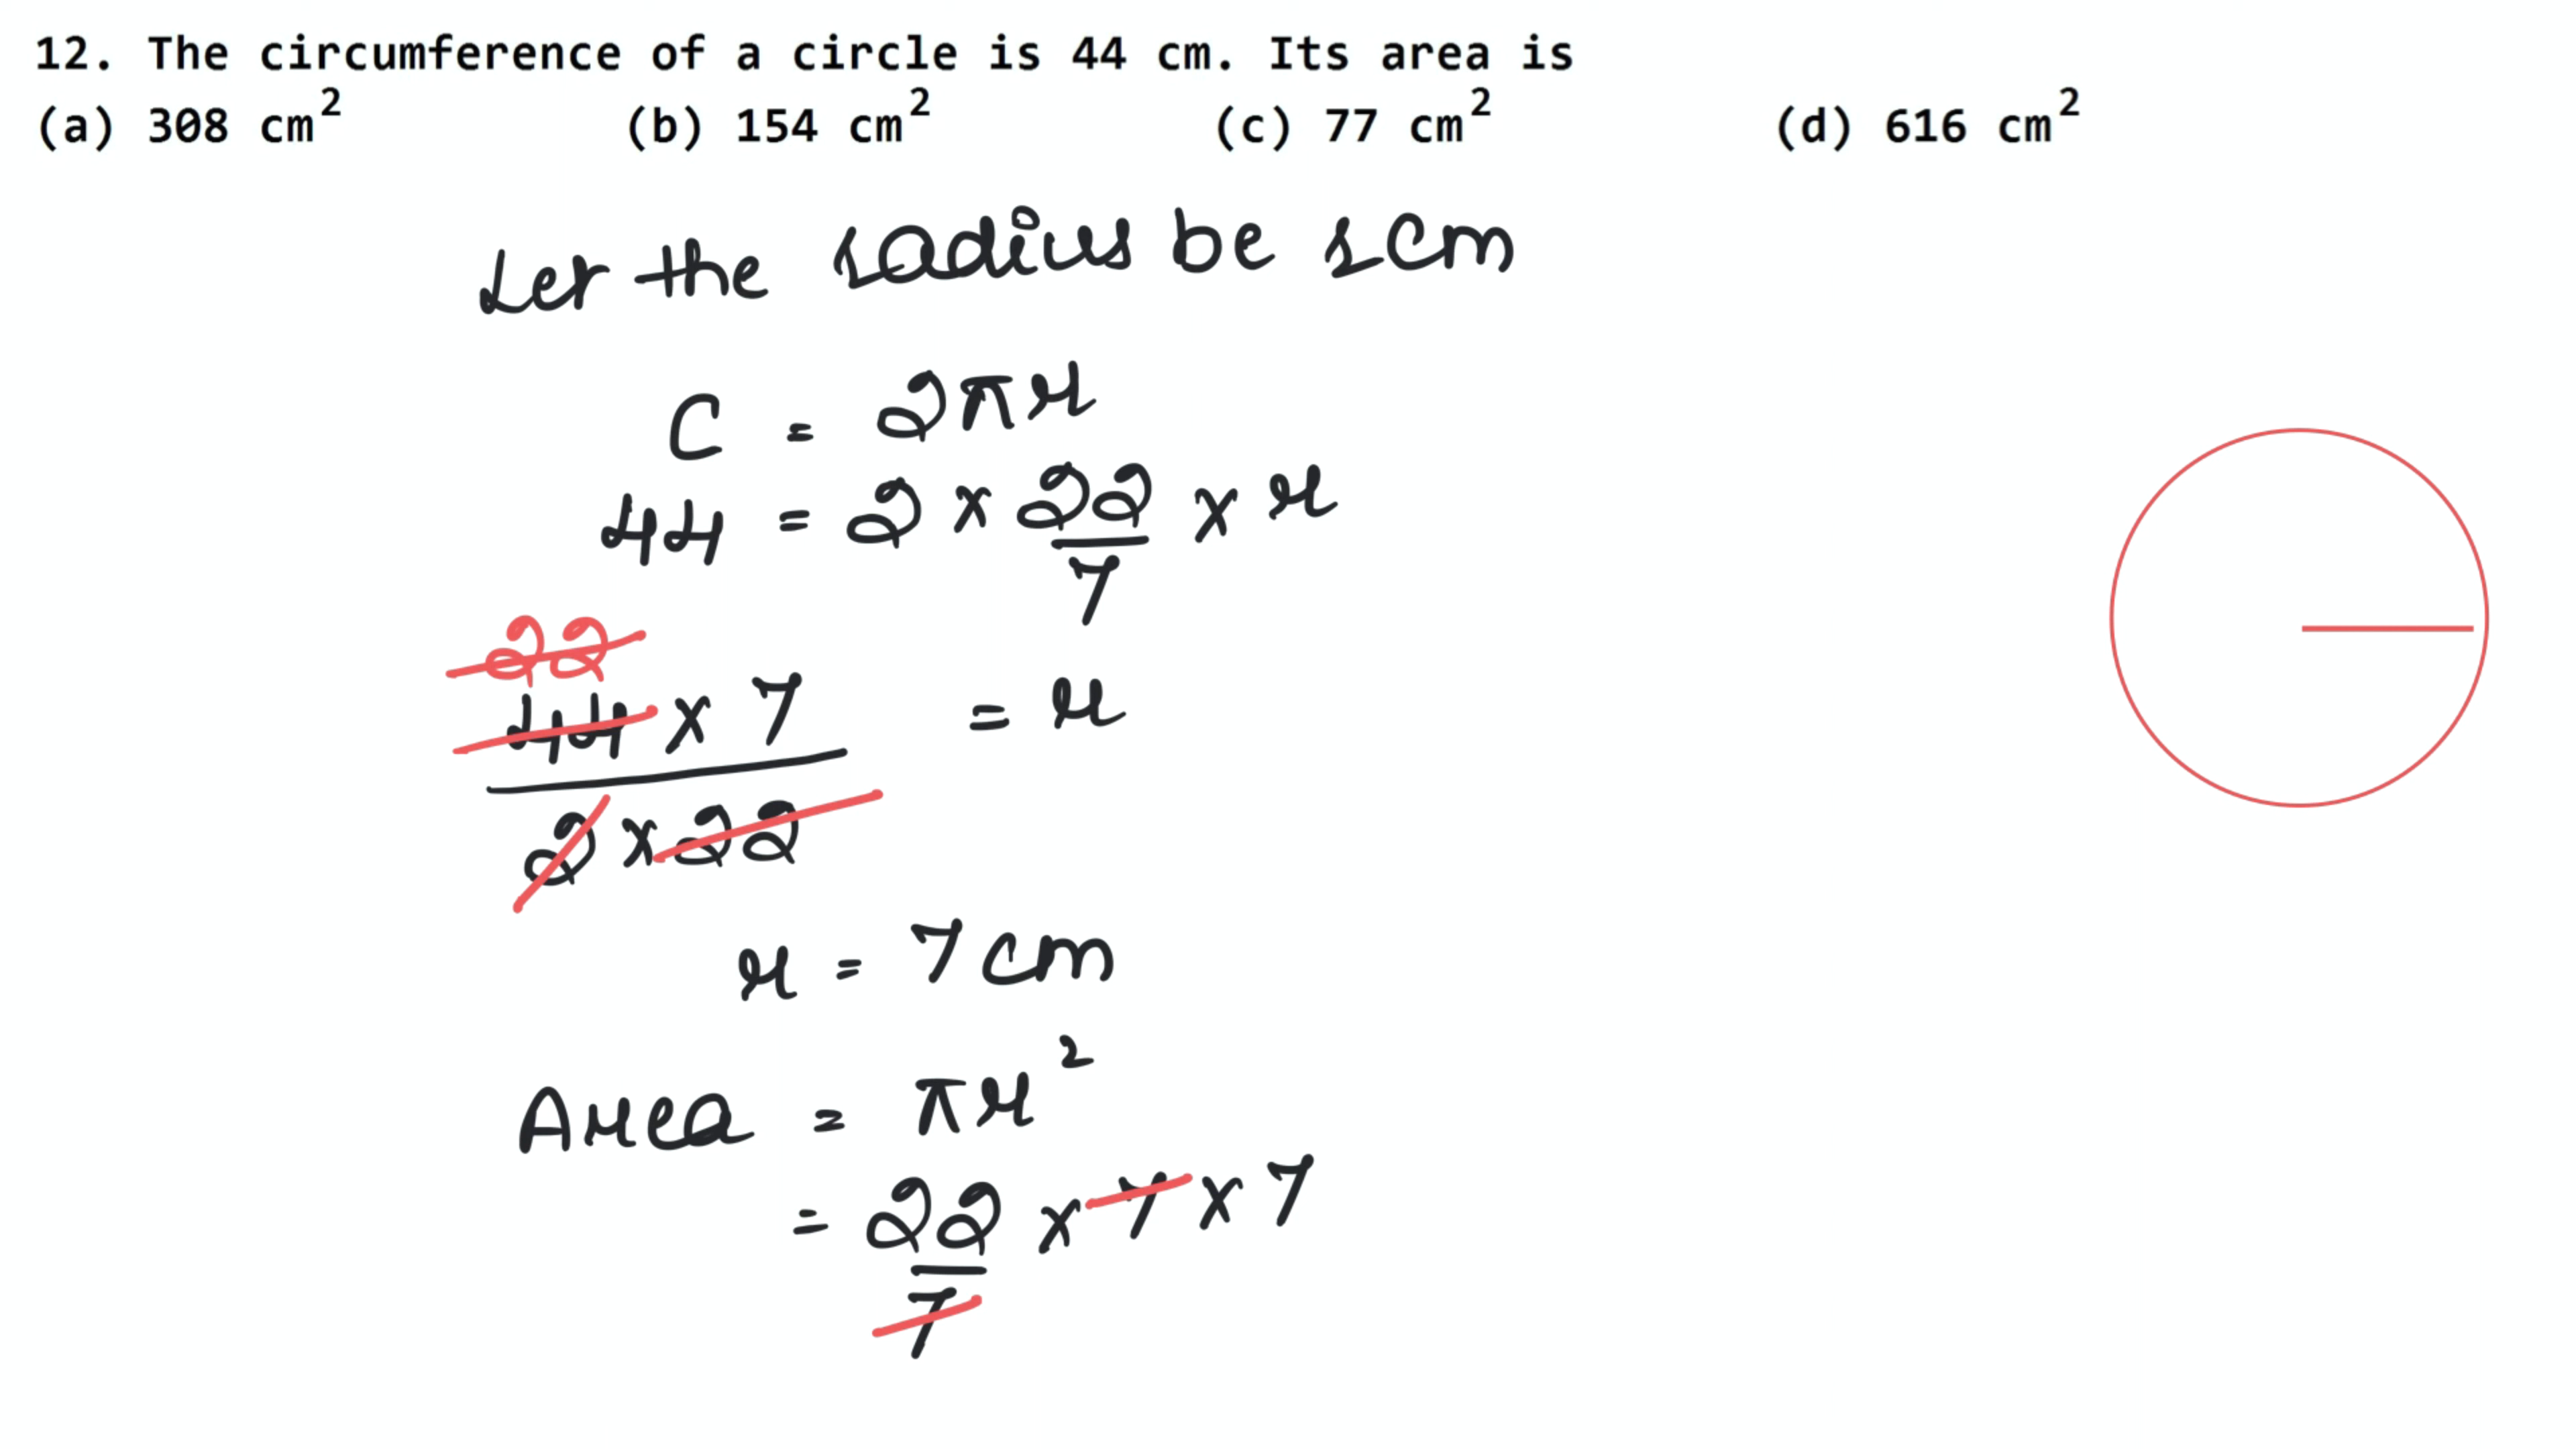 12. The circumference of a circle is 44 cm. Its area is
(a) 308 cm² (b) 154 cm² (c) 77 cm² (d) 616 cm²
Let the radius be r cm
C = 2πr
44 = 2 × 22/7 × r
22
44 × 7 = r
2 × 22
r = 7 cm
Area = πr²
= 22/7 × 7 × 7